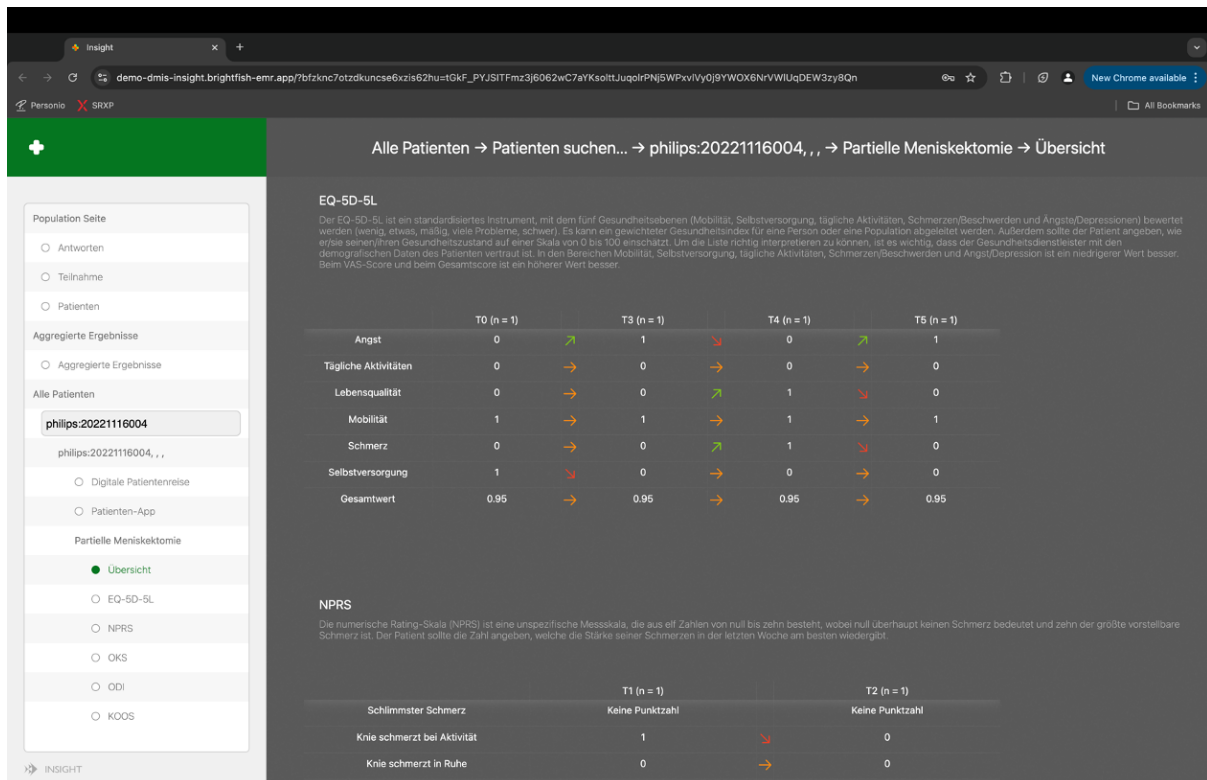 Insight
demo-dmis-insight.brightfish-emr.app/?bfzknc7otzdkuncse6xzis62hu=tGkF_PYJSITFmz3j6062wC7aYKsolttJuqolrPNj5WPxvIVy0j9YWOX6NrVWlUqDEW3zy8Qn
New Chrome available
Personio SRXP
All Bookmarks
Alle Patienten → Patienten suchen... → philips:20221116004, , , → Partielle Meniskektomie → Übersicht
Population Seite
Antworten
Teilnahme
Patienten
Aggregierte Ergebnisse
Aggregierte Ergebnisse
Alle Patienten
philips:20221116004
philips:20221116004, , ,
Digitale Patientenreise
Patienten-App
Partielle Meniskektomie
Übersicht
EQ-5D-5L
NPRS
OKS
ODI
KOOS
INSIGHT
EQ-5D-5L
Der EQ-5D-5L ist ein standardisiertes Instrument, mit dem fünf Gesundheitsebenen (Mobilität, Selbstversorgung, tägliche Aktivitäten, Schmerzen/Beschwerden und Ängste/Depressionen) bewertet
werden (wenig, etwas, mäßig, viele Probleme, schwer). Es kann ein gewichteter Gesundheitsindex für eine Person oder eine Population abgeleitet werden. Außerdem sollte der Patient angeben, wie
er/sie seinen/ihren Gesundheitszustand auf einer Skala von 0 bis 100 einschätzt. Um die Liste richtig interpretieren zu können, ist es wichtig, dass der Gesundheitsdienstleister mit den
demografischen Daten des Patienten vertraut ist. In den Bereichen Mobilität, Selbstversorgung, tägliche Aktivitäten, Schmerzen/Beschwerden und Angst/Depression ist ein niedrigerer Wert besser.
Beim VAS-Score und beim Gesamtscore ist ein höherer Wert besser.
T0 (n = 1) T3 (n = 1) T4 (n = 1) T5 (n = 1)
Angst 0 ↗ 1 ↘ 0 ↗ 1
Tägliche Aktivitäten 0 → 0 → 0 → 0
Lebensqualität 0 → 0 ↗ 1 ↘ 0
Mobilität 1 → 1 → 1 → 1
Schmerz 0 → 0 ↗ 1 ↘ 0
Selbstversorgung 1 ↘ 0 → 0 → 0
Gesamtwert 0.95 → 0.95 → 0.95 → 0.95
NPRS
Die numerische Rating-Skala (NPRS) ist eine unspezifische Messskala, die aus elf Zahlen von null bis zehn besteht, wobei null überhaupt keinen Schmerz bedeutet und zehn der größte vorstellbare
Schmerz ist. Der Patient sollte die Zahl angeben, welche die Stärke seiner Schmerzen in der letzten Woche am besten wiedergibt.
T1 (n = 1) T2 (n = 1)
Schlimmster Schmerz Keine Punktzahl Keine Punktzahl
Knie schmerzt bei Aktivität 1 ↘ 0
Knie schmerzt in Ruhe 0 → 0